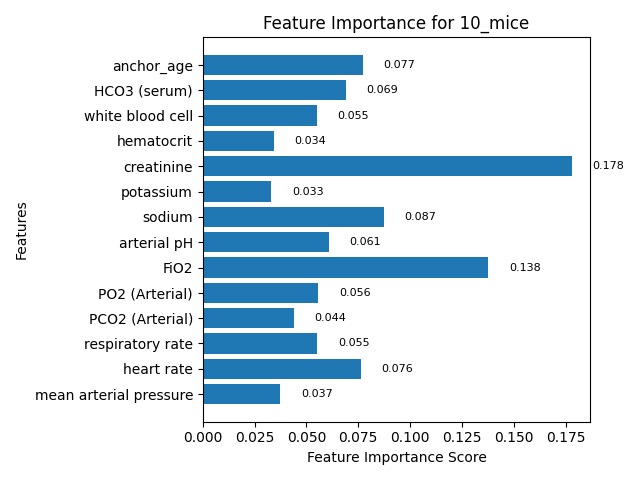 Feature Importance for 10_mice
anchor_age 0.077
HCO3 (serum) 0.069
white blood cell 0.055
hematocrit 0.034
creatinine 0.178
potassium 0.033
sodium 0.087
arterial pH 0.061
FiO2 0.138
PO2 (Arterial) 0.056
PCO2 (Arterial) 0.044
respiratory rate 0.055
heart rate 0.076
mean arterial pressure 0.037
Features
0.000 0.025 0.050 0.075 0.100 0.125 0.150 0.175
Feature Importance Score